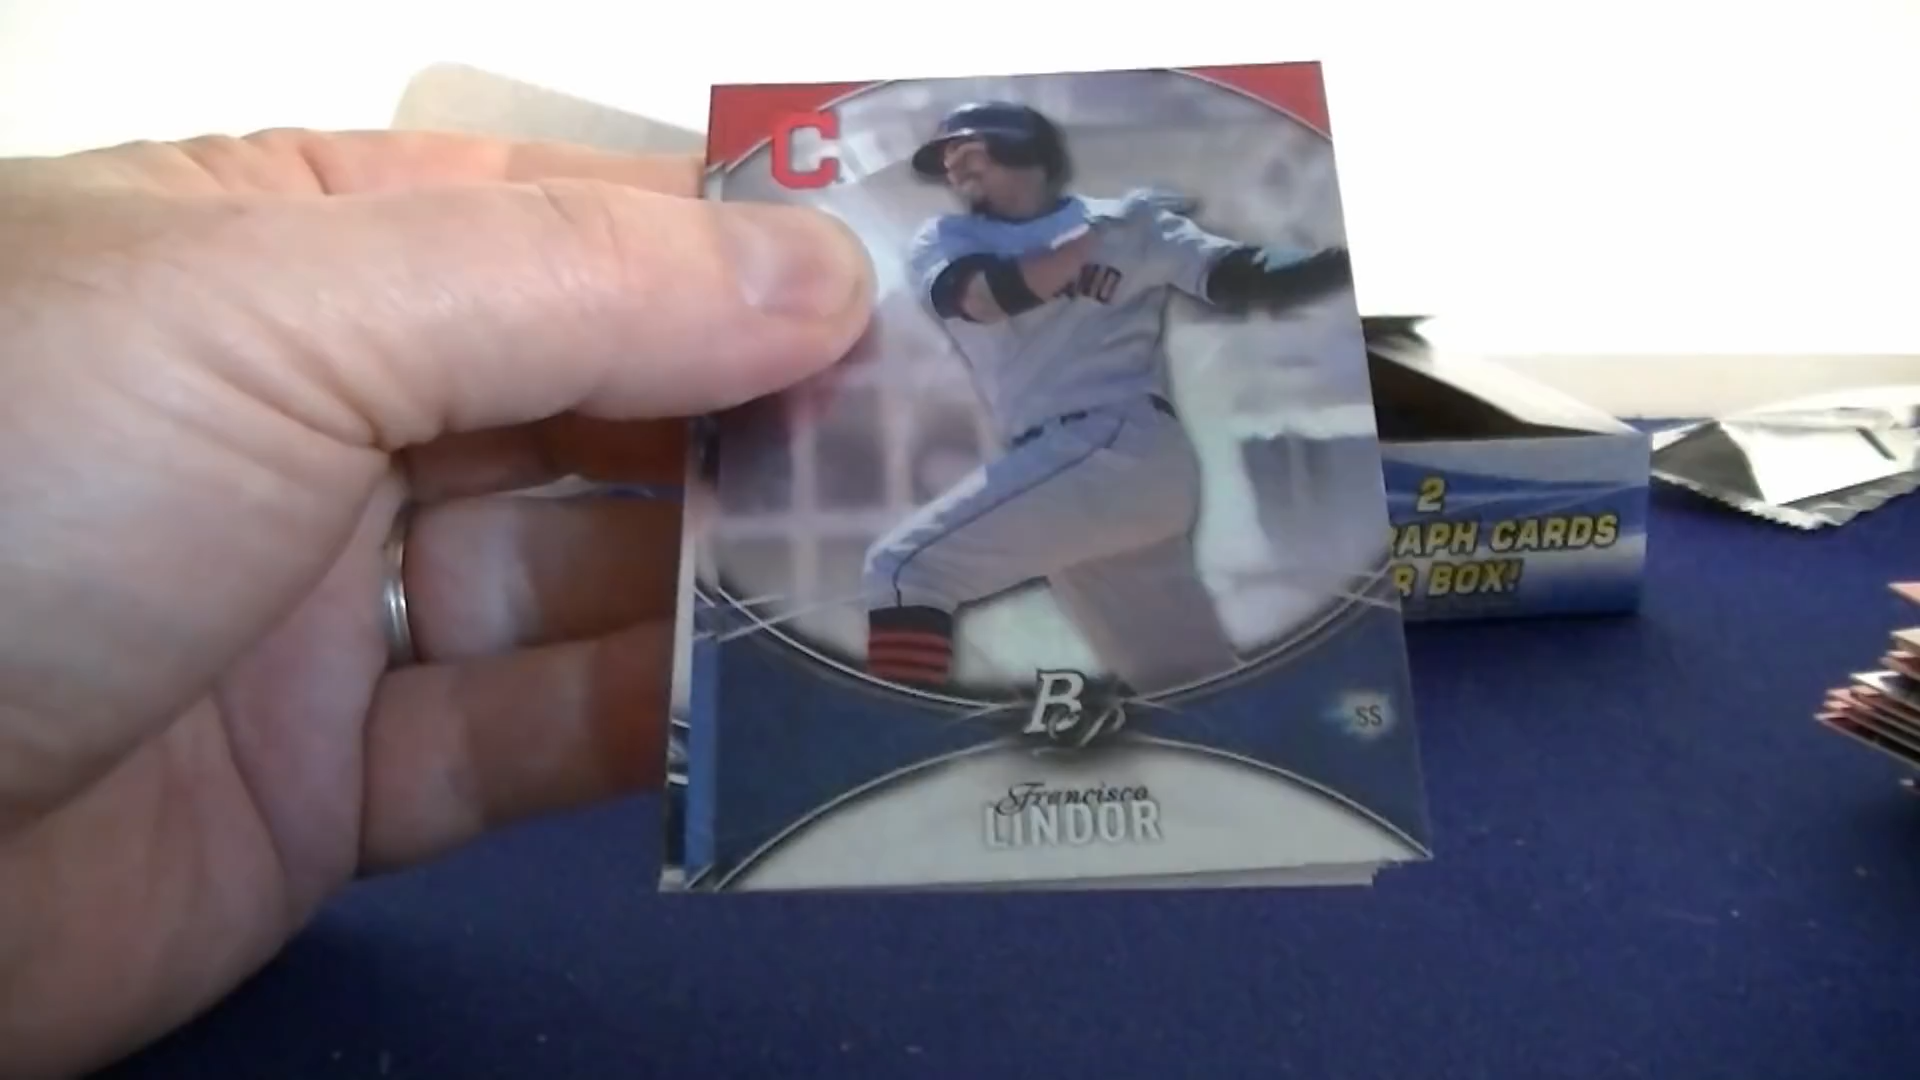 C
Francisco
LINDOR
SS
BP
2
RAPH CARDS
R BOX!